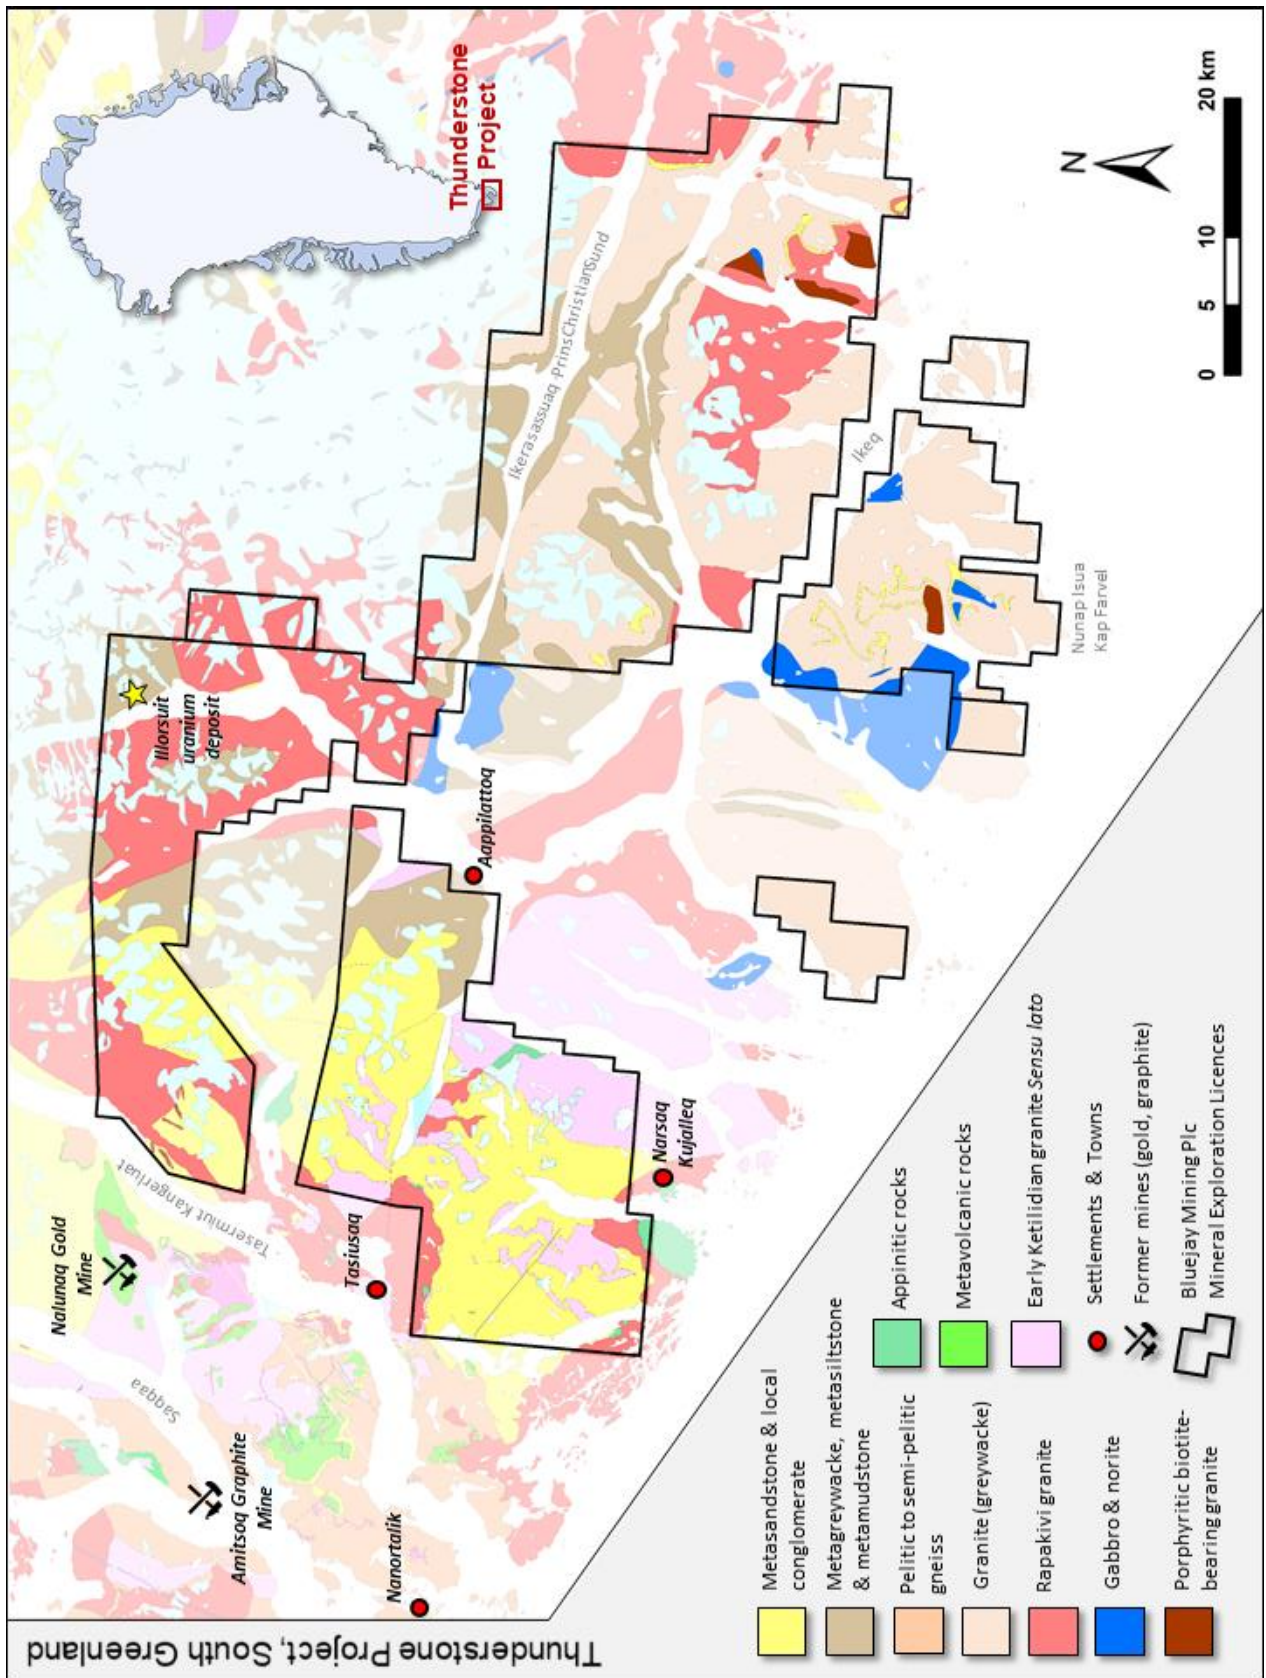 Thunderstone Project, South Greenland
Thunderstone
Project
Nalunaq Gold
Mine
Amitsoq Graphite
Mine
Nanortalik
Saqqaa
Tasermiut Kangerluat
Tasiusaq
Narsaq
Kujalleq
Aappilattoq
Illorsuit
uranium
deposit
Ikerasassuaq -PrinsChristianSund
Ikeq
Nunap Isua
Kap Farvel
N
0 5 10 20 km
Metasandstone & local
conglomerate
Metagreywacke, metasiltstone
& metamudstone
Pelitic to semi-pelitic
gneiss
Granite (greywacke)
Rapakivi granite
Gabbro & norite
Porphyritic biotite-
bearing granite
Appinitic rocks
Metavolcanic rocks
Early Ketilidian granite Sensu lato
Settlements & Towns
Former mines (gold, graphite)
Bluejay Mining Plc
Mineral Exploration Licences